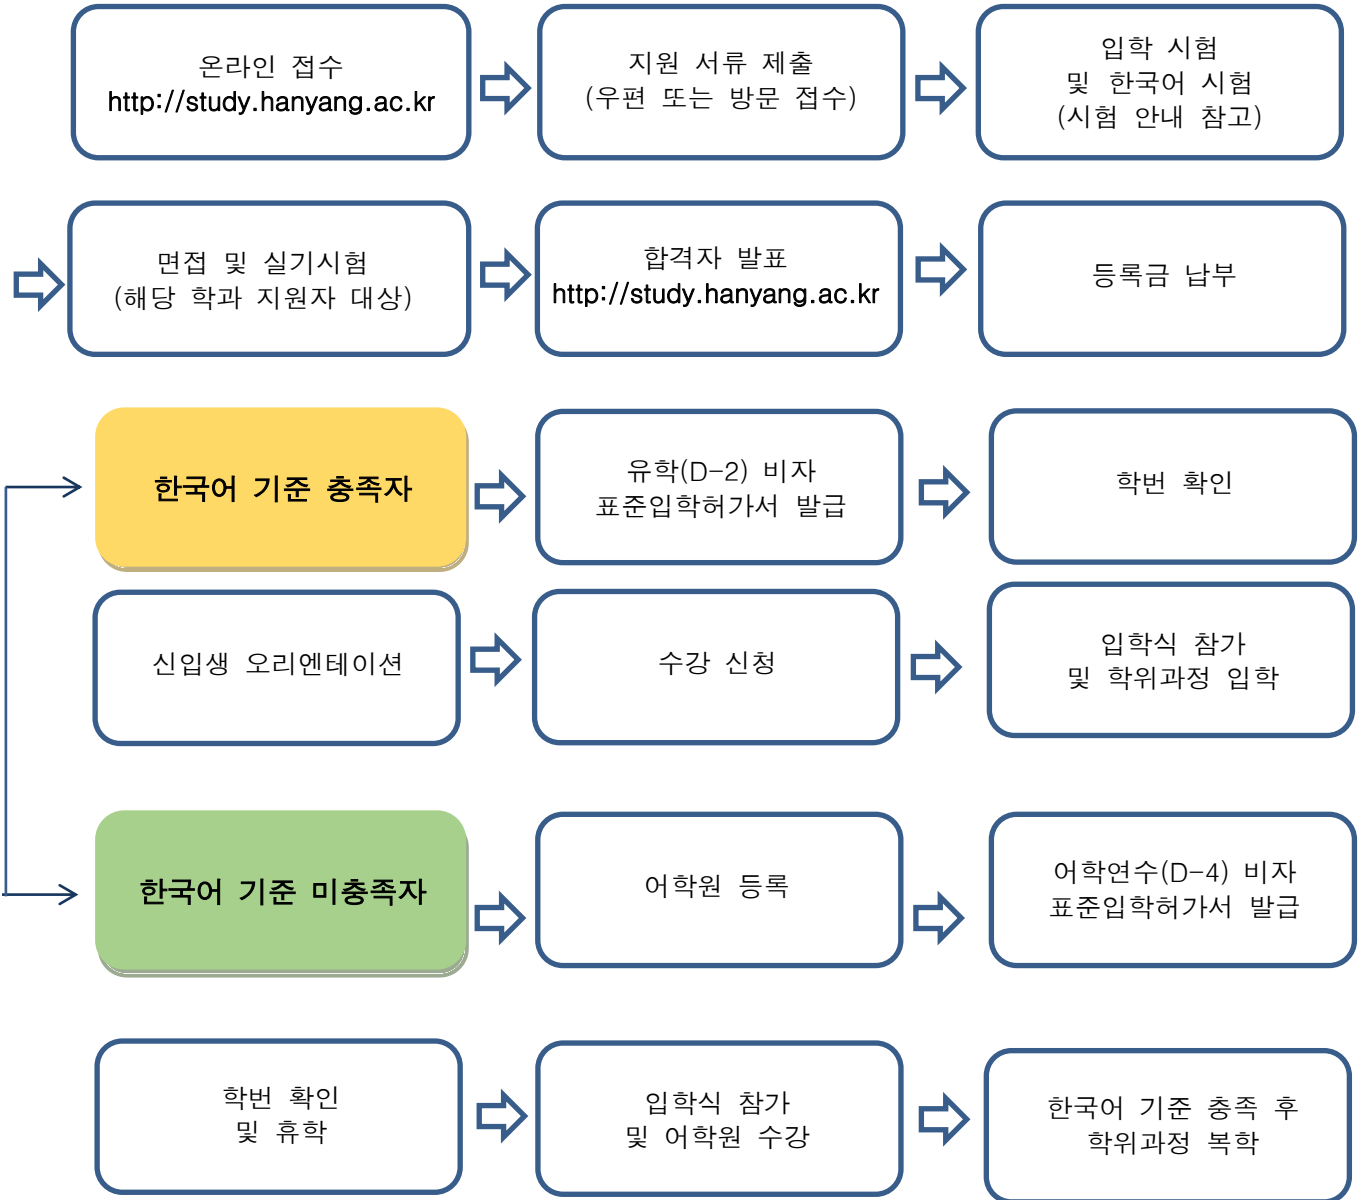 온라인 접수
http://study.hanyang.ac.kr
지원 서류 제출
(우편 또는 방문 접수)
입학 시험
및 한국어 시험
(시험 안내 참고)
면접 및 실기시험
(해당 학과 지원자 대상)
합격자 발표
http://study.hanyang.ac.kr
등록금 납부
한국어 기준 충족자
유학(D-2) 비자
표준입학허가서 발급
학번 확인
신입생 오리엔테이션
수강 신청
입학식 참가
및 학위과정 입학
한국어 기준 미충족자
어학원 등록
어학연수(D-4) 비자
표준입학허가서 발급
학번 확인
및 휴학
입학식 참가
및 어학원 수강
한국어 기준 충족 후
학위과정 복학